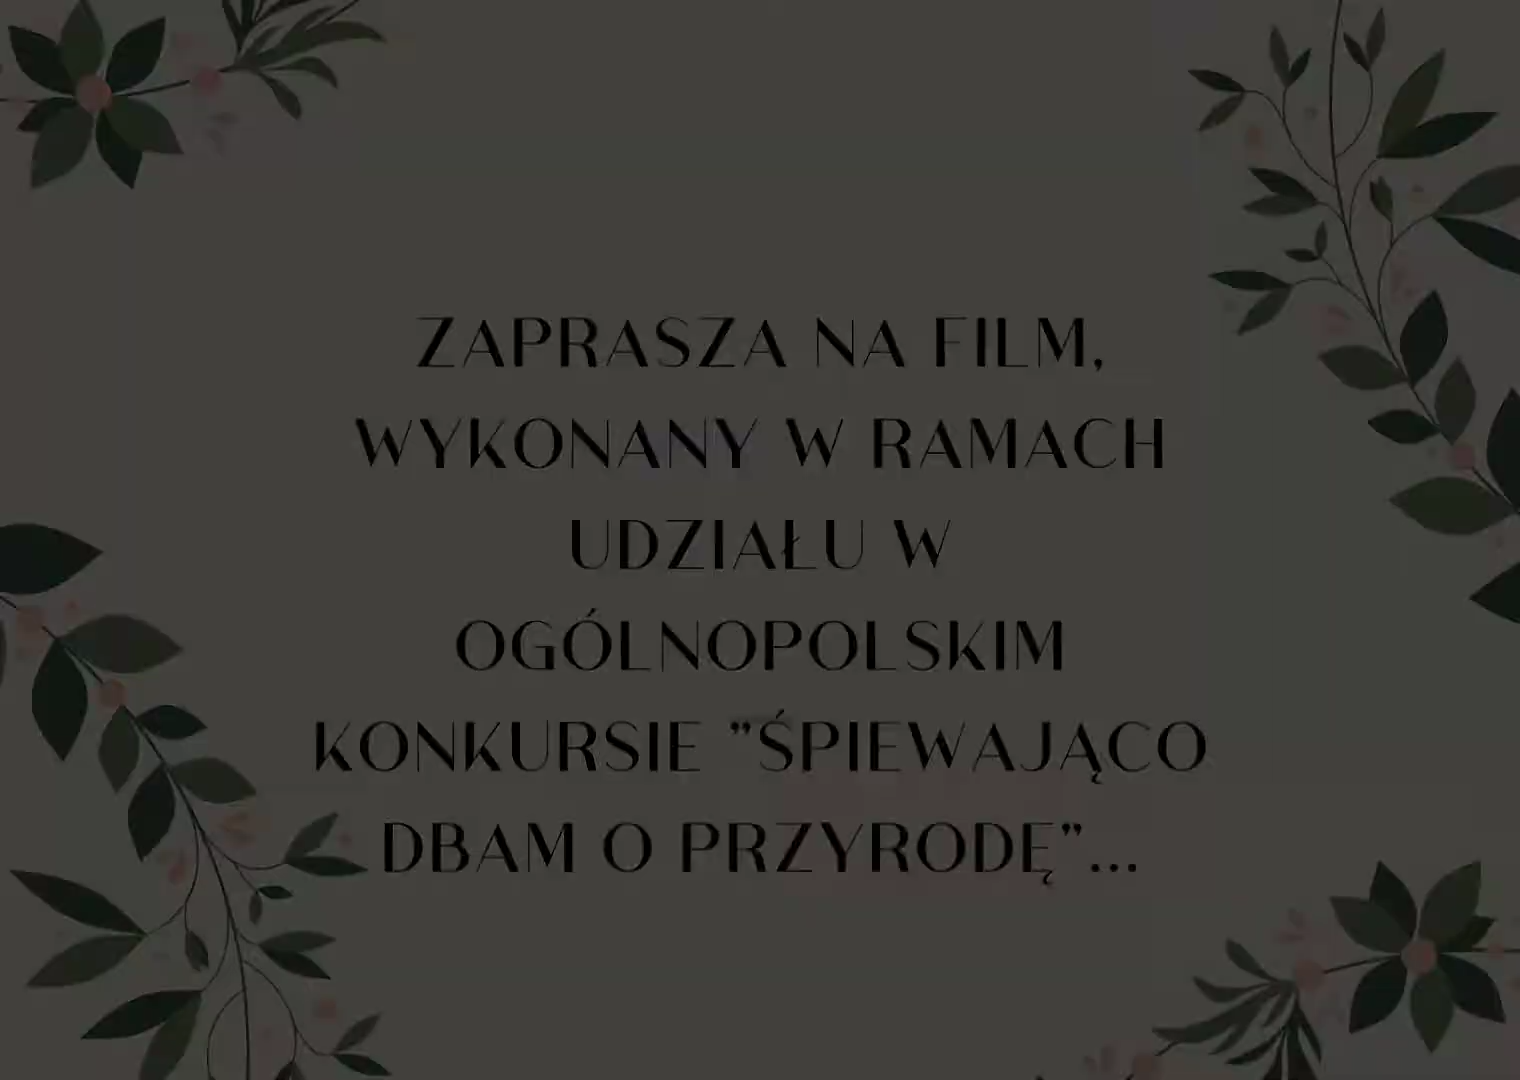 ZAPRASZA NA FILM,
WYKONANY W RAMACH
UDZIAŁU W
OGÓLNOPOLSKIM
KONKURSIE "ŚPIEWAJĄCO
DBAM O PRZYRODĘ"...